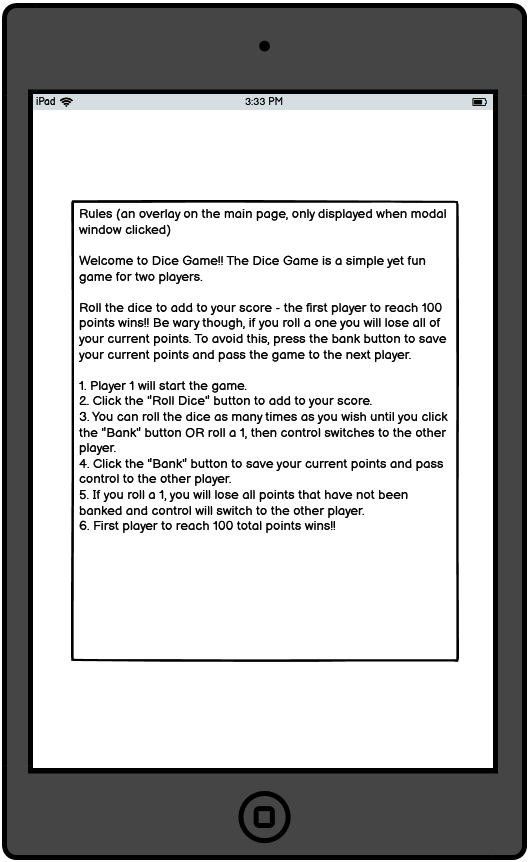 iPad 3:33 PM
Rules (an overlay on the main page, only displayed when modal
window clicked)
Welcome to Dice Game!! The Dice Game is a simple yet fun
game for two players.
Roll the dice to add to your score - the first player to reach 100
points wins!! Be wary though, if you roll a one you will lose all of
your current points. To avoid this, press the bank button to save
your current points and pass the game to the next player.
1. Player 1 will start the game.
2. Click the "Roll Dice" button to add to your score.
3. You can roll the dice as many times as you wish until you click
the "Bank" button OR roll a 1, then control switches to the other
player.
4. Click the "Bank" button to save your current points and pass
control to the other player.
5. If you roll a 1, you will lose all points that have not been
banked and control will switch to the other player.
6. First player to reach 100 total points wins!!